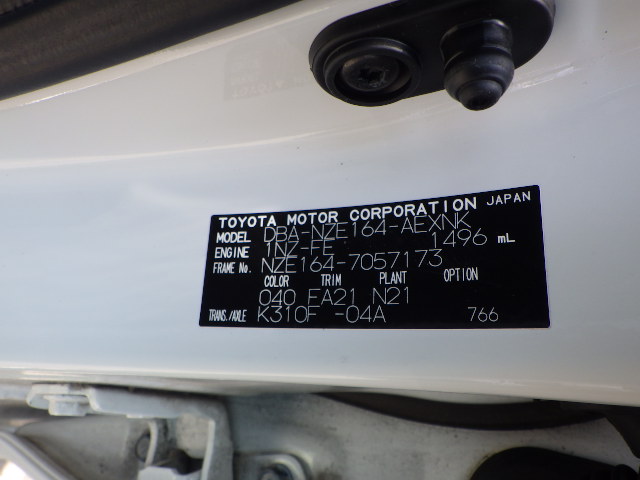 TOYOTA MOTOR CORPORATION JAPAN
MODEL DBA-NZE164-AEXNK
ENGINE 1NZ-FE 1496 mL
FRAME No. NZE164-7057173
COLOR TRIM PLANT OPTION
040 FA21 N21
TRANS./AXLE K310F -04A 766